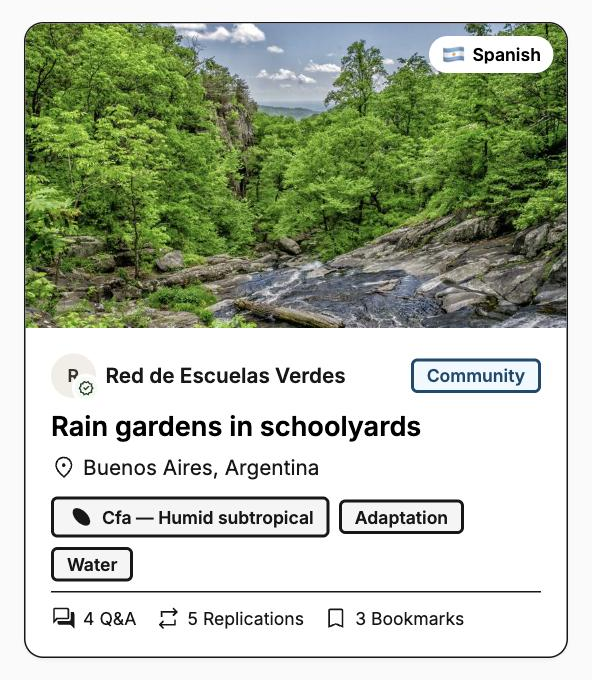 Spanish
R
Red de Escuelas Verdes
Community
Rain gardens in schoolyards
Buenos Aires, Argentina
Cfa — Humid subtropical
Adaptation
Water
4 Q&A
5 Replications
3 Bookmarks